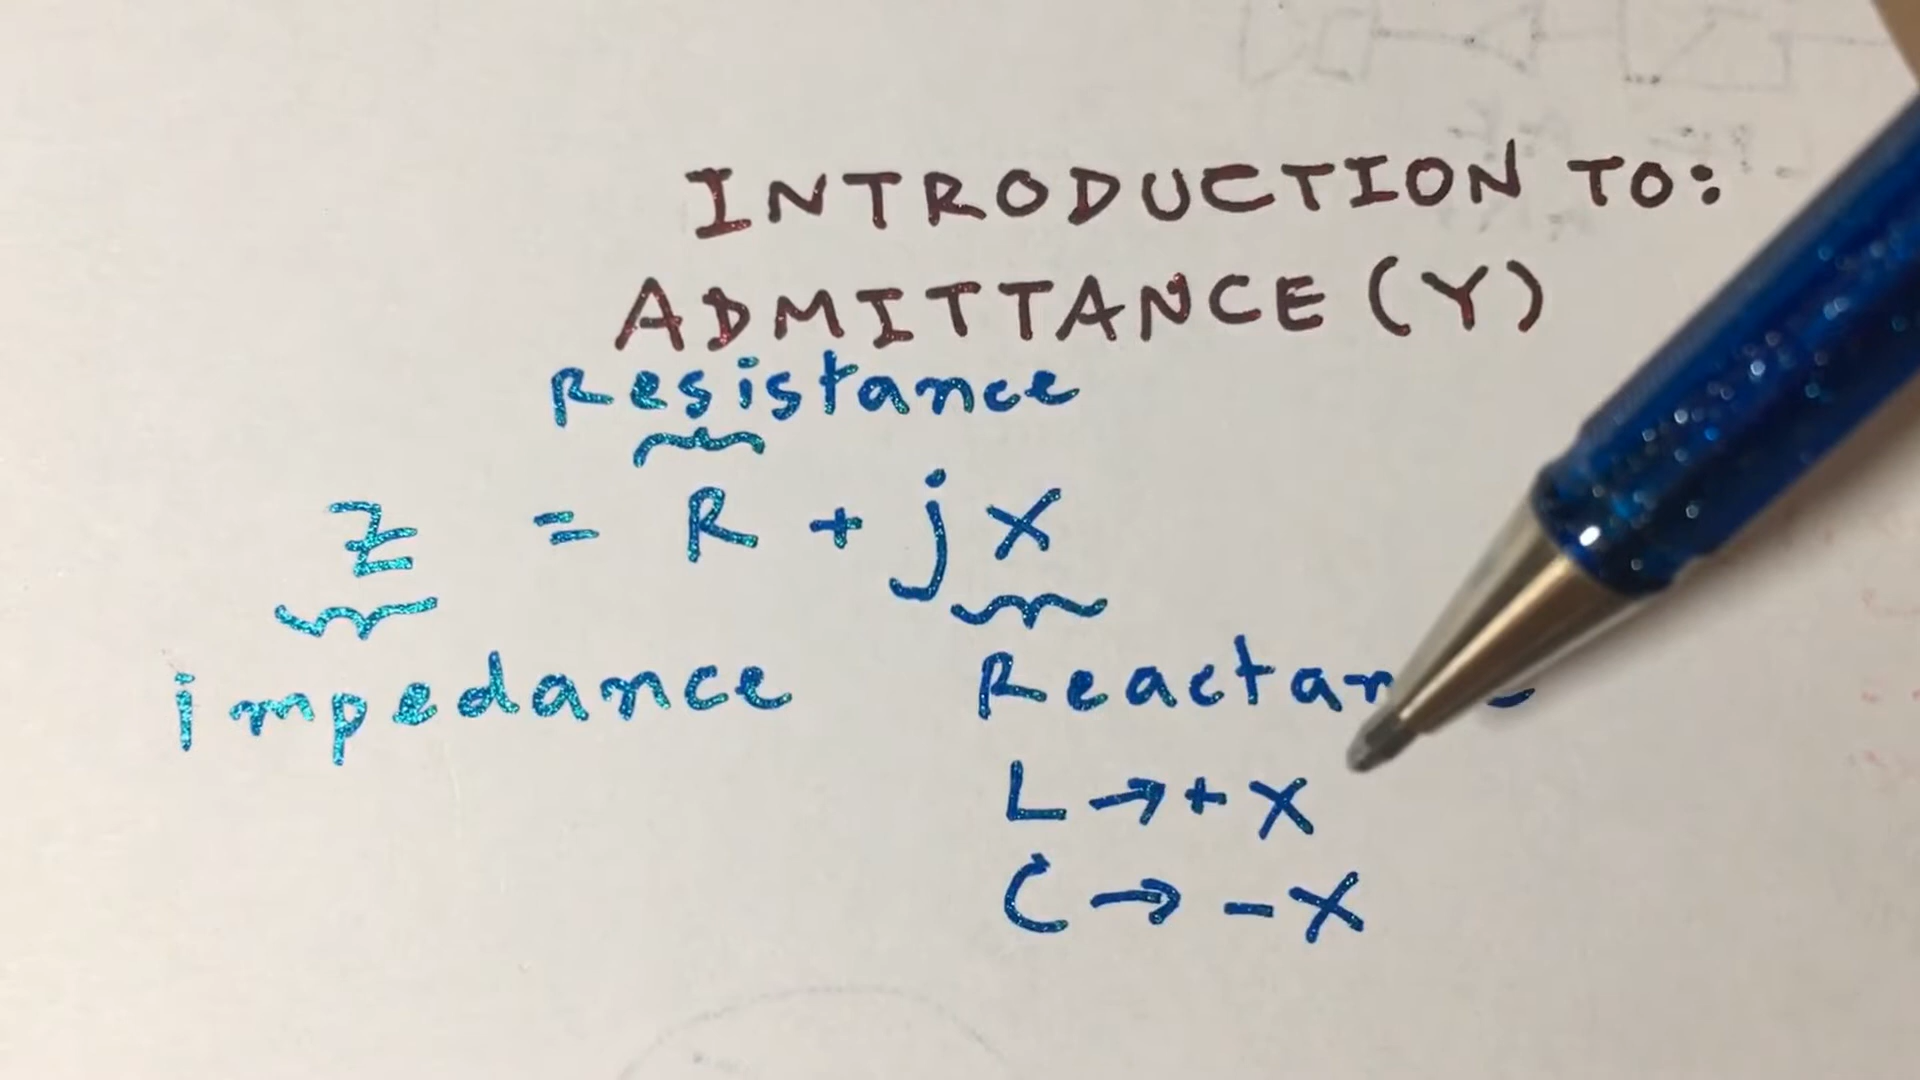 INTRODUCTION TO:
ADMITTANCE (Y)
Resistance
Z = R + jX
impedance
L → + X
C → - X